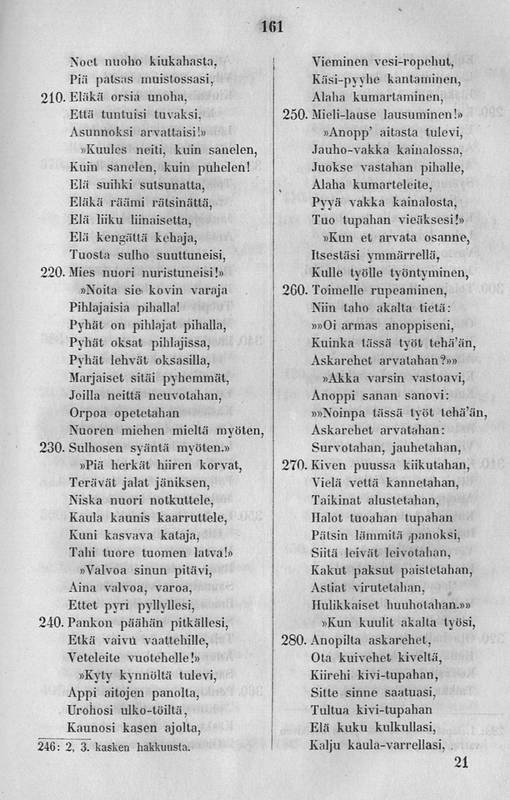 161
Noet nuoho kiukahasta,
Piä patsas muistossasi,
210. Eläkä orsia unoha,
Että tuntuisi tuvaksi,
Asunnoksi arvattaisi!»
»Kuules neiti, kuin sanelen,
Kuin sanelen, kuin puhelen!
Elä suihki sutsunatta,
Eläkä räämi rätsinättä,
Elä liiku liinaisetta,
Elä kengättä kehaja,
Tuosta sulho suuttuneisi,
220. Mies nuori nuristuneisi!»
»Noita sie kovin varaja
Pihlajaisia pihalla!
Pyhät on pihlajat pihalla,
Pyhät oksat pihlajissa,
Pyhät lehvät oksasilla,
Marjaiset sitäi pyhemmät,
Joilla neittä neuvotahan,
Orpoa opetetahan
Nuoren miehen mieltä myöten,
230. Sulhosen syäntä myöten.»
»Piä herkät hiiren korvat,
Terävät jalat jäniksen,
Niska nuori notkuttele,
Kaula kaunis kaarruttele,
Kuni kasvava kataja,
Tahi tuore tuomen latva!»
»Valvoa sinun pitävi,
Aina valvoa, varoa,
Ettet pyri pyllyllesi,
240. Pankon päähän pitkällesi,
Etkä vaivu vaattehille,
Veteleite vuotehelle!»
»Kyty kynnöltä tulevi,
Appi aitojen panolta,
Urohosi ulko-töiltä,
Kaunosi kasen ajolta,
246: 2, 3. kasken hakkuusta.
Vieminen vesi-ropehut,
Käsi-pyyhe kantaminen,
Alaha kumartaminen,
250. Mieli-lause lausuminen!»
»Anopp' aitasta tulevi,
Jauho-vakka kainalossa,
Juokse vastahan pihalle,
Alaha kumarteleite,
Pyyä vakka kainalosta,
Tuo tupahan vieäksesi!»
»Kun et arvata osanne,
Itsestäsi ymmärrellä,
Kulle työlle työntyminen,
260. Toimelle rupeaminen,
Niin taho akalta tietä:
»»Oi armas anoppiseni,
Kuinka tässä työt tehä'än,
Askarehet arvatahan?»»
»Akka varsin vastoavi,
Anoppi sanan sanovi:
»»Noinpa tässä työt tehä'än,
Askarehet arvatahan:
Survotahan, jauhetahan,
270. Kiven puussa kiikutahan,
Vielä vettä kannetahan,
Taikinat alustetahan,
Halot tuoahan tupahan
Pätsin lämmitä panoksi,
Siitä leivät leivotahan,
Kakut paksut paistetahan,
Astiat virutetahan,
Hulikkaiset huuhotahan.»»
»Kun kuulit akalta työsi,
280. Anopilta askarehet,
Ota kuivehet kiveltä,
Kiirehi kivi-tupahan,
Sitte sinne saatuasi,
Tultua kivi-tupahan
Elä kuku kulkullasi,
Kalju kaula-varrellasi,
21